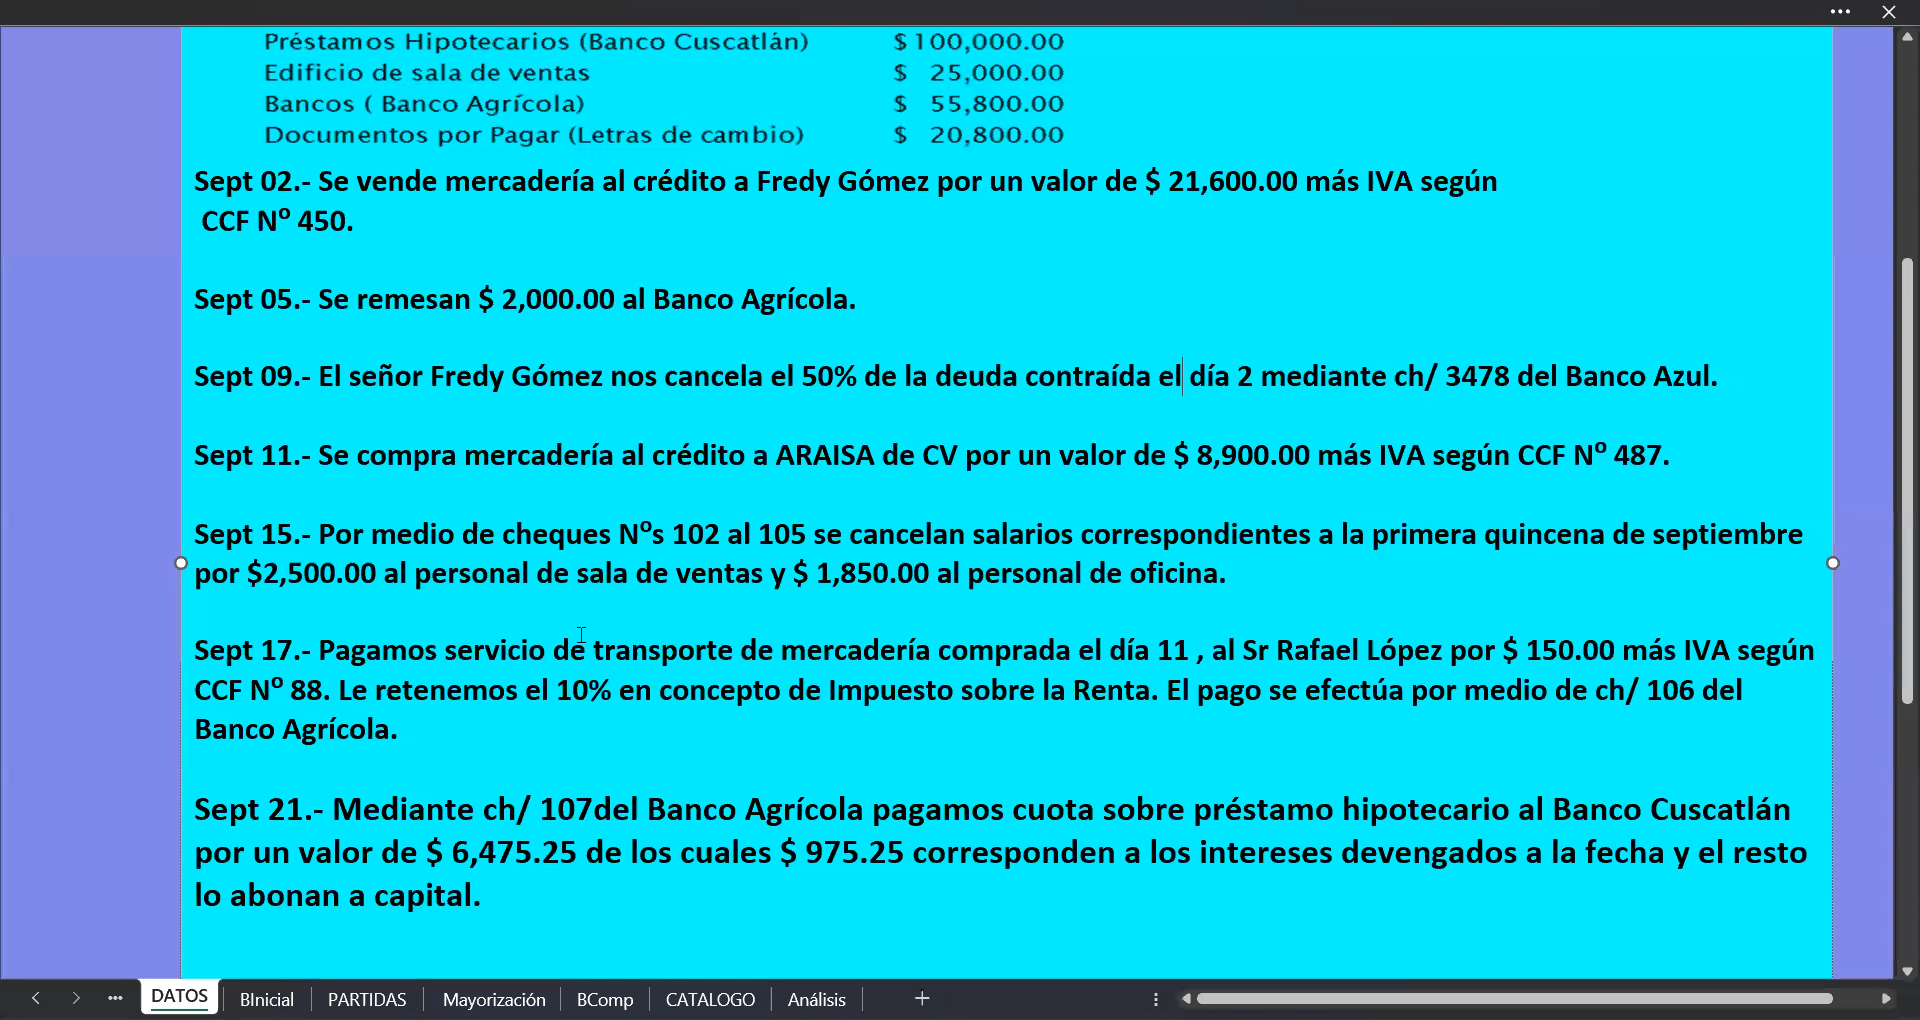 Préstamos Hipotecarios (Banco Cuscatlán) $100,000.00
Edificio de sala de ventas $ 25,000.00
Bancos ( Banco Agrícola) $ 55,800.00
Documentos por Pagar (Letras de cambio) $ 20,800.00
Sept 02.- Se vende mercadería al crédito a Fredy Gómez por un valor de $ 21,600.00 más IVA según
CCF Nº 450.
Sept 05.- Se remesan $ 2,000.00 al Banco Agrícola.
Sept 09.- El señor Fredy Gómez nos cancela el 50% de la deuda contraída el día 2 mediante ch/ 3478 del Banco Azul.
Sept 11.- Se compra mercadería al crédito a ARAISA de CV por un valor de $ 8,900.00 más IVA según CCF Nº 487.
Sept 15.- Por medio de cheques Nºs 102 al 105 se cancelan salarios correspondientes a la primera quincena de septiembre
por $2,500.00 al personal de sala de ventas y $ 1,850.00 al personal de oficina.
Sept 17.- Pagamos servicio de transporte de mercadería comprada el día 11 , al Sr Rafael López por $ 150.00 más IVA según
CCF Nº 88. Le retenemos el 10% en concepto de Impuesto sobre la Renta. El pago se efectúa por medio de ch/ 106 del
Banco Agrícola.
Sept 21.- Mediante ch/ 107del Banco Agrícola pagamos cuota sobre préstamo hipotecario al Banco Cuscatlán
por un valor de $ 6,475.25 de los cuales $ 975.25 corresponden a los intereses devengados a la fecha y el resto
lo abonan a capital.
DATOS BInicial PARTIDAS Mayorización BComp CATALOGO Análisis